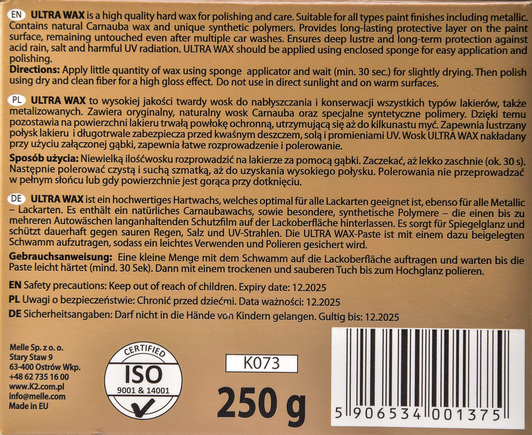 EN ULTRA WAX is a high quality hard wax for polishing and care. Suitable for all types paint finishes including metallic.
Contains natural Carnauba wax and unique synthetic polymers. Provides long-lasting protective layer on the paint
surface, remaining untouched even after multiple car washes. Ensures deep lustre and long-term protection against
acid rain, salt and harmful UV radiation. ULTRA WAX should be applied using enclosed sponge for easy application and
polishing.
Directions: Apply little quantity of wax using sponge applicator and wait (min. 30 sec.) for slightly drying. Then polish
using dry and clean fiber for a high gloss effect. Do not use in direct sunlight and on warm surfaces.
PL ULTRA WAX to wysokiej jakości twardy wosk do nabłyszczania i konserwacji wszystkich typów lakierów, także
metalizowanych. Zawiera oryginalny, naturalny wosk Carnauba oraz specjalne syntetyczne polimery. Dzięki temu
pozostawia na powierzchni lakieru trwałą powłokę ochronną, utrzymującą się aż do kilkunastu myć. Zapewnia lustrzany
połysk lakieru i długotrwale zabezpiecza przed kwaśnym deszczem, solą i promieniami UV. Wosk ULTRA WAX nakładany
przy użyciu załączonej gąbki, zapewnia łatwe rozprowadzenie i polerowanie.
Sposób użycia: Niewielką ilośćwosku rozprowadzić na lakierze za pomocą gąbki. Zaczekać, aż lekko zaschnie (ok. 30 s).
Następnie polerować czystą i suchą szmatką, aż do uzyskania wysokiego połysku. Polerowania nie przeprowadzać
w pełnym słońcu lub gdy powierzchnie jest gorąca przy dotknięciu.
DE ULTRA WAX ist ein hochwertiger Hartwachs, welches optimal für alle Lackarten geeignet ist, ebenso für alle Metallic
– Lackarten. Es enthält ein natürliches Carnaubawachs, sowie besondere, synthetische Polymere – die einen bis zu
mehreren Autowäschen langanhaltenden Schutzfilm auf der Lackoberfläche hinterlassen. Es sorgt für Spiegelglanz und
schützt dauerhaft gegen sauren Regen, Salz und UV-Strahlen. Die ULTRA WAX-Paste ist mit einem dazu beigelegten
Schwamm aufzutragen, sodass ein leichtes Verwenden und Polieren gesichert wird.
Gebrauchsanweisung: Eine kleine Menge mit dem Schwamm auf die Lackoberfläche auftragen und warten bis die
Paste leicht härtet (mind. 30 Sek). Dann mit einem trockenen und sauberen Tuch bis zum Hochglanz polieren.
EN Safety precautions: Keep out of reach of children. Expiry date: 12.2025
PL Uwagi o bezpieczeństwie: Chronić przed dziećmi. Data ważności: 12.2025
DE Sicherheitsangaben: Darf nicht in die Hände von Kindern gelangen. Gultig bis: 12.2025
Melle Sp. z o. o.
Stary Staw 9
63-400 Ostrów Wkp.
+48 62 735 16 00
www.K2.com.pl
info@melle.com
Made in EU
CERTIFIED
ISO
9001 & 14001
K073
250 g
5 906534 001375